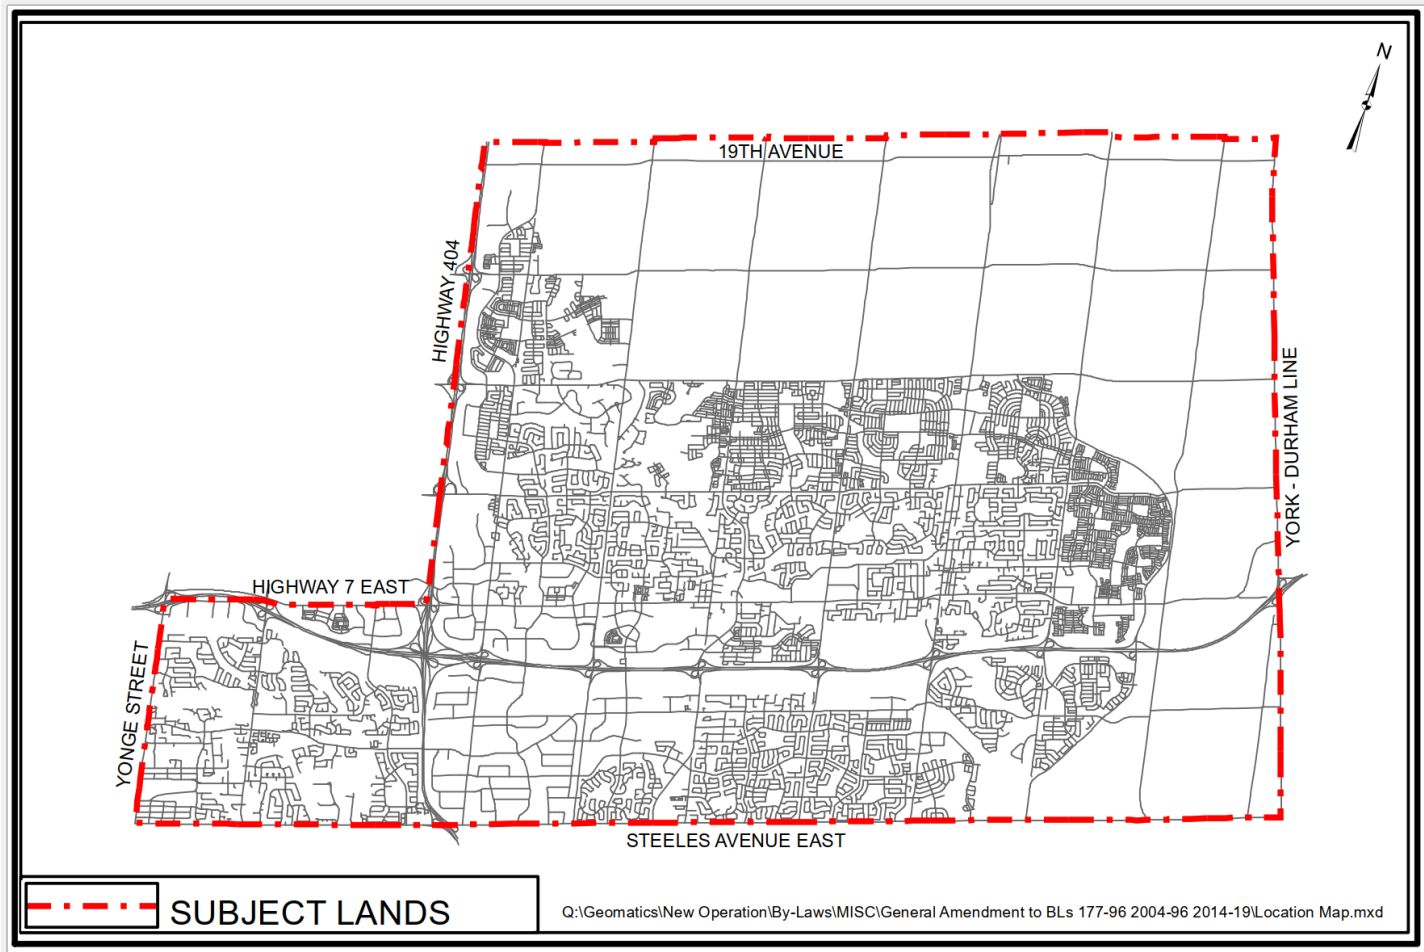 N
19TH AVENUE
HIGHWAY 404
YORK - DURHAM LINE
HIGHWAY 7 EAST
YONGE STREET
STEELES AVENUE EAST
SUBJECT LANDS
Q:\Geomatics\New Operation\By-Laws\MISC\General Amendment to BLs 177-96 2004-96 2014-19\Location Map.mxd